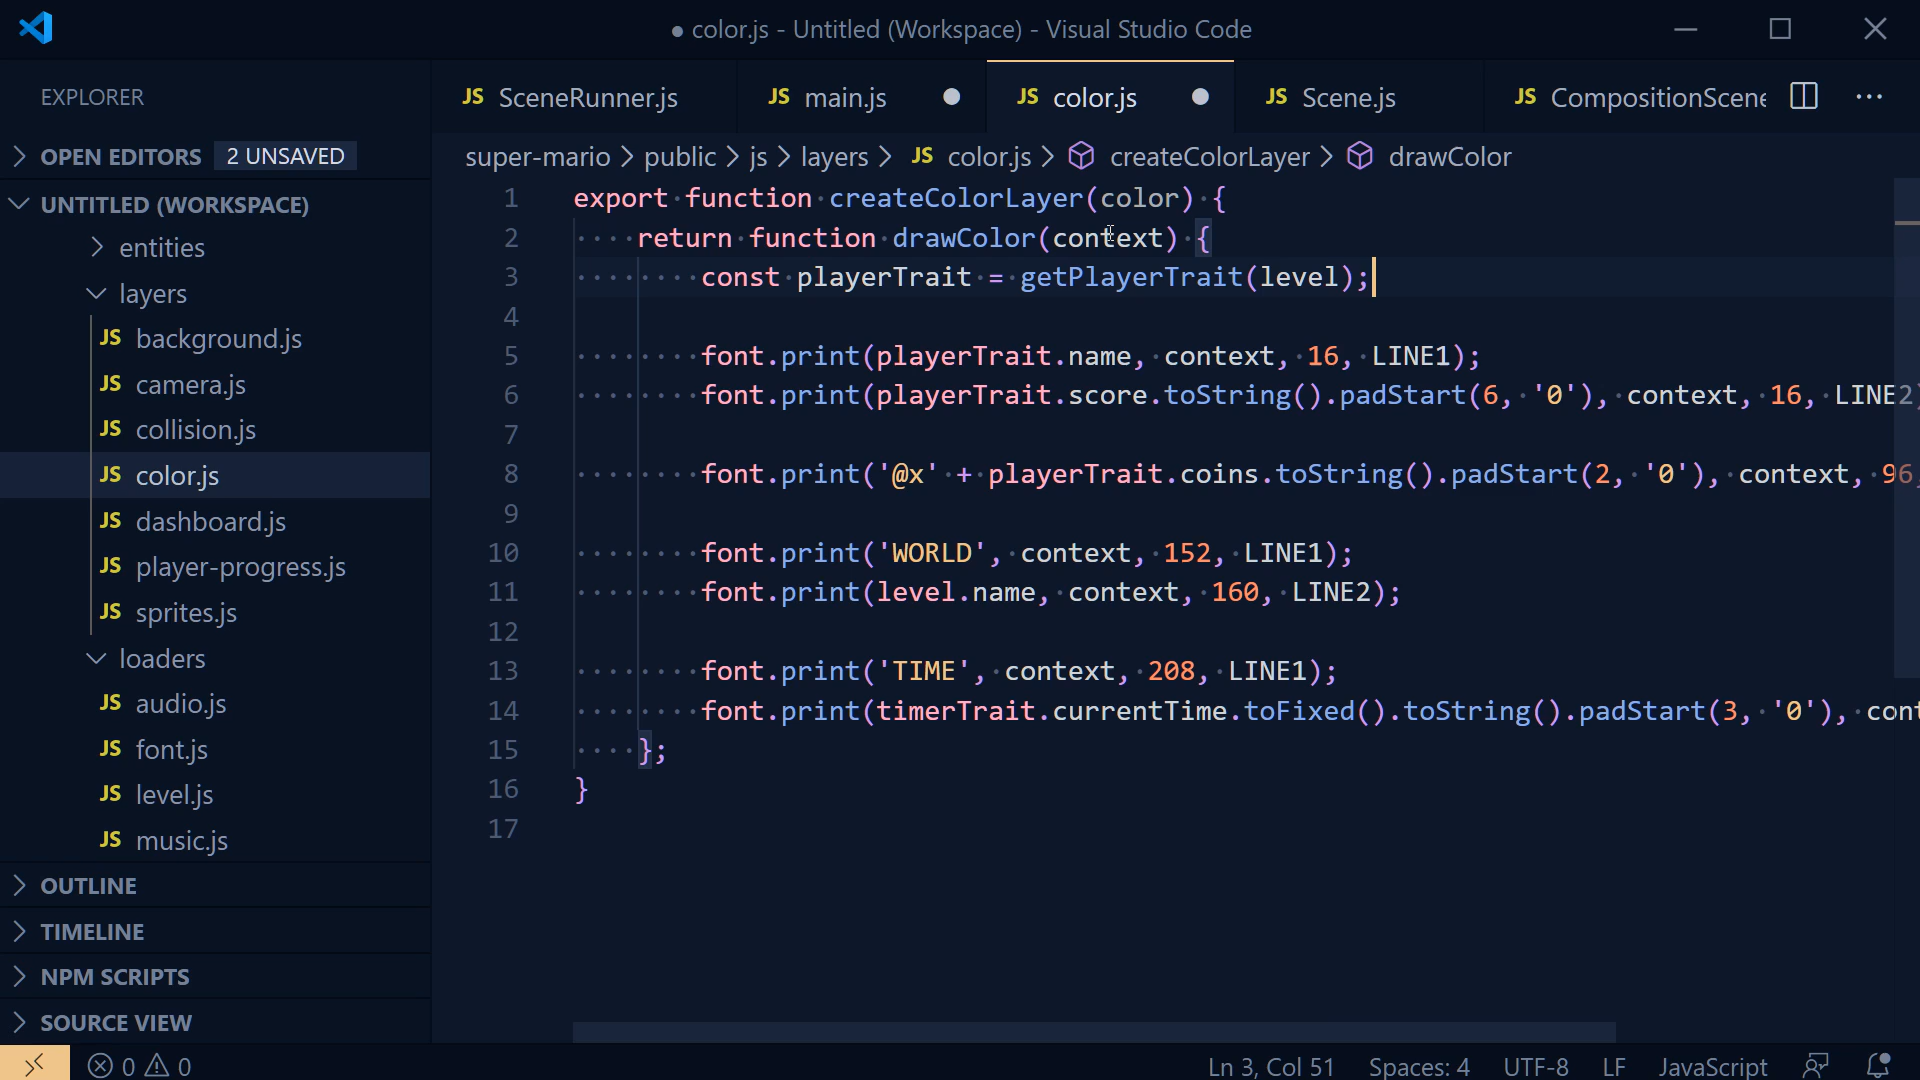 ● color.js - Untitled (Workspace) - Visual Studio Code
EXPLORER
OPEN EDITORS 2 UNSAVED
UNTITLED (WORKSPACE)
entities
layers
JS background.js
JS camera.js
JS collision.js
JS color.js
JS dashboard.js
JS player-progress.js
JS sprites.js
loaders
JS audio.js
JS font.js
JS level.js
JS music.js
OUTLINE
TIMELINE
NPM SCRIPTS
SOURCE VIEW
JS SceneRunner.js JS main.js ● JS color.js ● JS Scene.js JS CompositionScene
super-mario > public > js > layers > JS color.js > createColorLayer > drawColor
1 export function createColorLayer(color) {
2     return function drawColor(context) {
3         const playerTrait = getPlayerTrait(level);
4
5         font.print(playerTrait.name, context, 16, LINE1);
6         font.print(playerTrait.score.toString().padStart(6, '0'), context, 16, LINE2)
7
8         font.print('@x' + playerTrait.coins.toString().padStart(2, '0'), context, 96,
9
10         font.print('WORLD', context, 152, LINE1);
11         font.print(level.name, context, 160, LINE2);
12
13         font.print('TIME', context, 208, LINE1);
14         font.print(timerTrait.currentTime.toFixed().toString().padStart(3, '0'), cont
15     };
16 }
17
0 0 Ln 3, Col 51 Spaces: 4 UTF-8 LF JavaScript